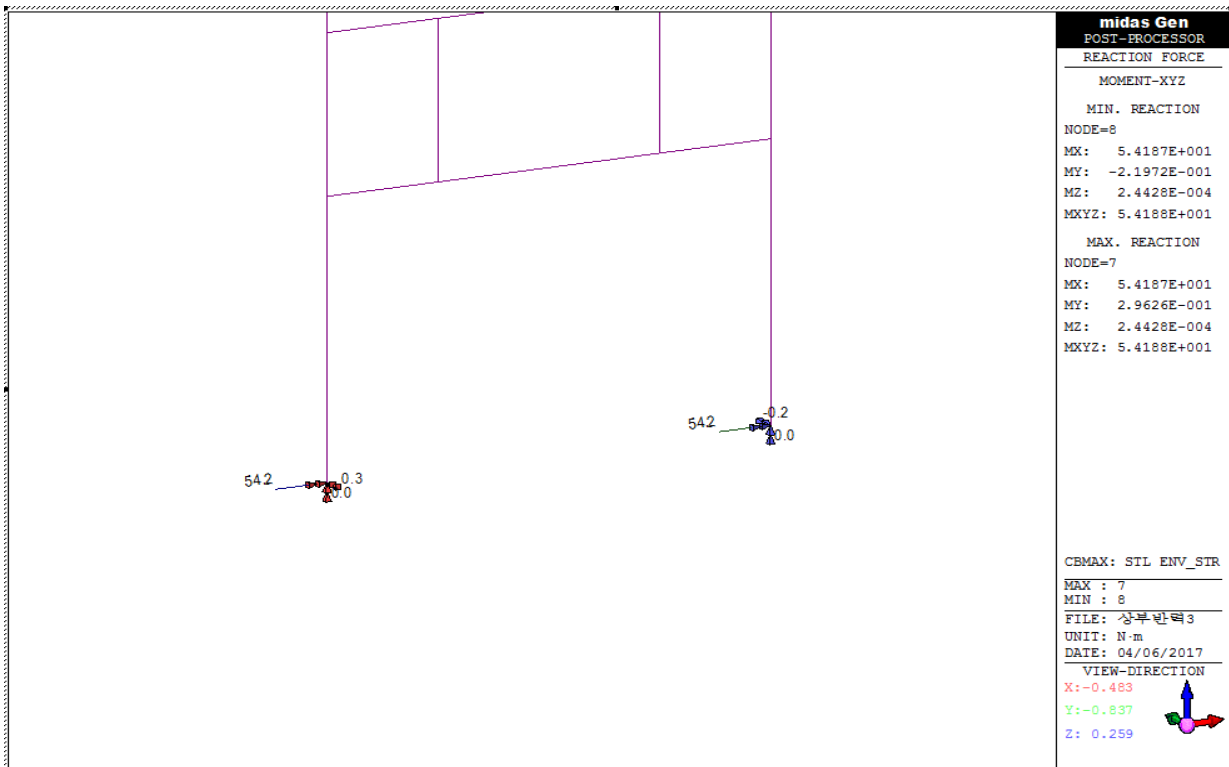 midas Gen
POST-PROCESSOR
REACTION FORCE
MOMENT-XYZ
MIN. REACTION
NODE=8
MX: 5.4187E+001
MY: -2.1972E-001
MZ: 2.4428E-004
MXYZ: 5.4188E+001
MAX. REACTION
NODE=7
MX: 5.4187E+001
MY: 2.9626E-001
MZ: 2.4428E-004
MXYZ: 5.4188E+001
-0.2
54.2
0.0
54.2
0.3
0.0
CBMAX: STL ENV_STR
MAX : 7
MIN : 8
FILE: 상부반력3
UNIT: N·m
DATE: 04/06/2017
VIEW-DIRECTION
X:-0.483
Y:-0.837
Z: 0.259